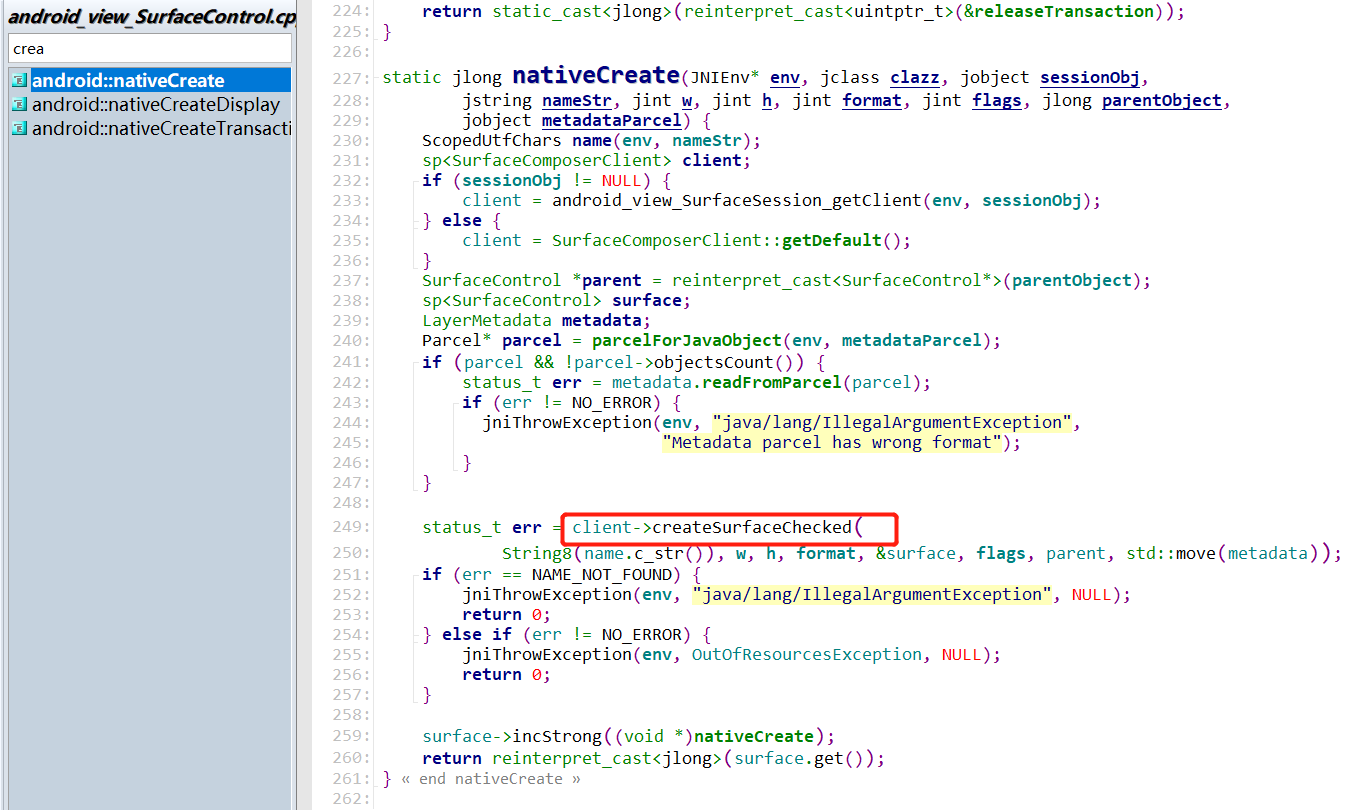 android_view_SurfaceControl.cp
crea
android::nativeCreate
android::nativeCreateDisplay
android::nativeCreateTransacti
224: return static_cast<jlong>(reinterpret_cast<uintptr_t>(&releaseTransaction));
225: }
226:
227: static jlong nativeCreate(JNIEnv* env, jclass clazz, jobject sessionObj,
228: jstring nameStr, jint w, jint h, jint format, jint flags, jlong parentObject,
229: jobject metadataParcel) {
230: ScopedUtfChars name(env, nameStr);
231: sp<SurfaceComposerClient> client;
232: if (sessionObj != NULL) {
233: client = android_view_SurfaceSession_getClient(env, sessionObj);
234: } else {
235: client = SurfaceComposerClient::getDefault();
236: }
237: SurfaceControl *parent = reinterpret_cast<SurfaceControl*>(parentObject);
238: sp<SurfaceControl> surface;
239: LayerMetadata metadata;
240: Parcel* parcel = parcelForJavaObject(env, metadataParcel);
241: if (parcel && !parcel->objectsCount()) {
242: status_t err = metadata.readFromParcel(parcel);
243: if (err != NO_ERROR) {
244: jniThrowException(env, "java/lang/IllegalArgumentException",
245: "Metadata parcel has wrong format");
246: }
247: }
248:
249: status_t err = client->createSurfaceChecked(
250: String8(name.c_str()), w, h, format, &surface, flags, parent, std::move(metadata));
251: if (err == NAME_NOT_FOUND) {
252: jniThrowException(env, "java/lang/IllegalArgumentException", NULL);
253: return 0;
254: } else if (err != NO_ERROR) {
255: jniThrowException(env, OutOfResourcesException, NULL);
256: return 0;
257: }
258:
259: surface->incStrong((void *)nativeCreate);
260: return reinterpret_cast<jlong>(surface.get());
261: } « end nativeCreate »
262: